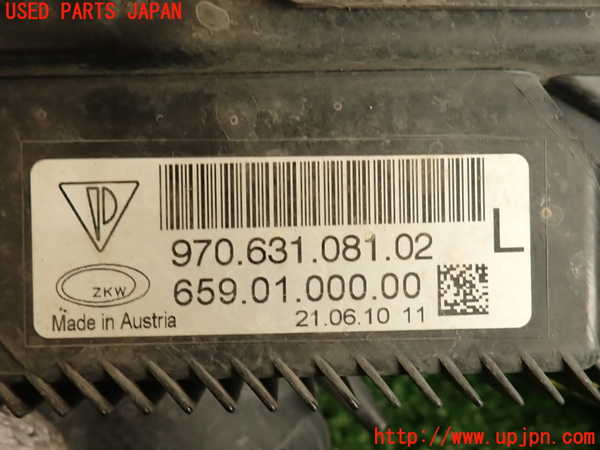 USED PARTS JAPAN
970.631.081.02
L
ZKW
659.01.000.00
Made in Austria
21.06.10 11
http://www.upjpn.com/